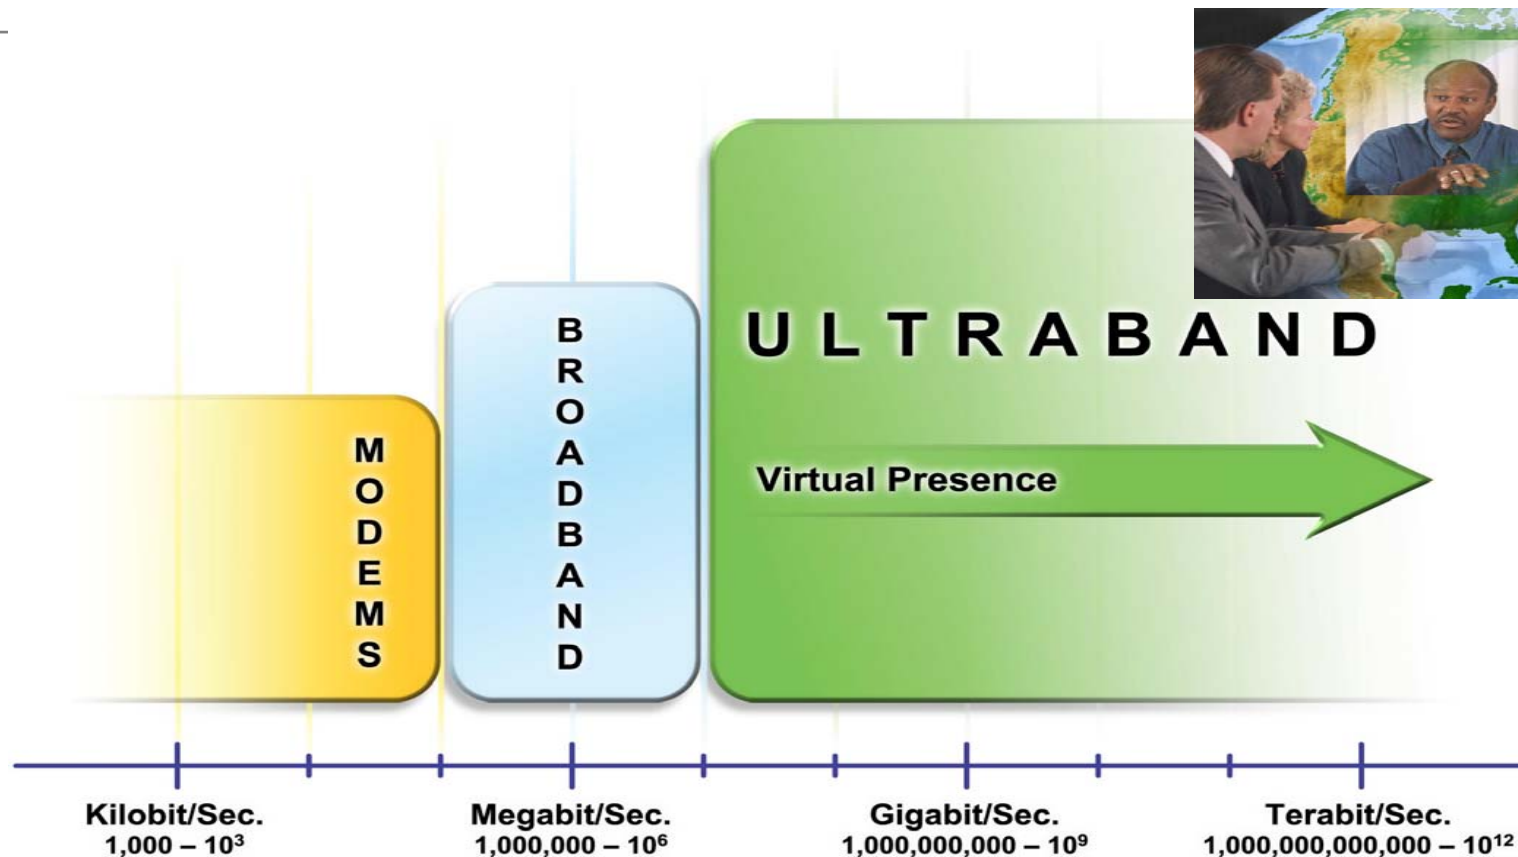 ULTRABAND
BROADBAND
MODEMS
Virtual Presence
Kilobit/Sec.
1,000 – 10³
Megabit/Sec.
1,000,000 – 10⁶
Gigabit/Sec.
1,000,000,000 – 10⁹
Terabit/Sec.
1,000,000,000,000 – 10¹²